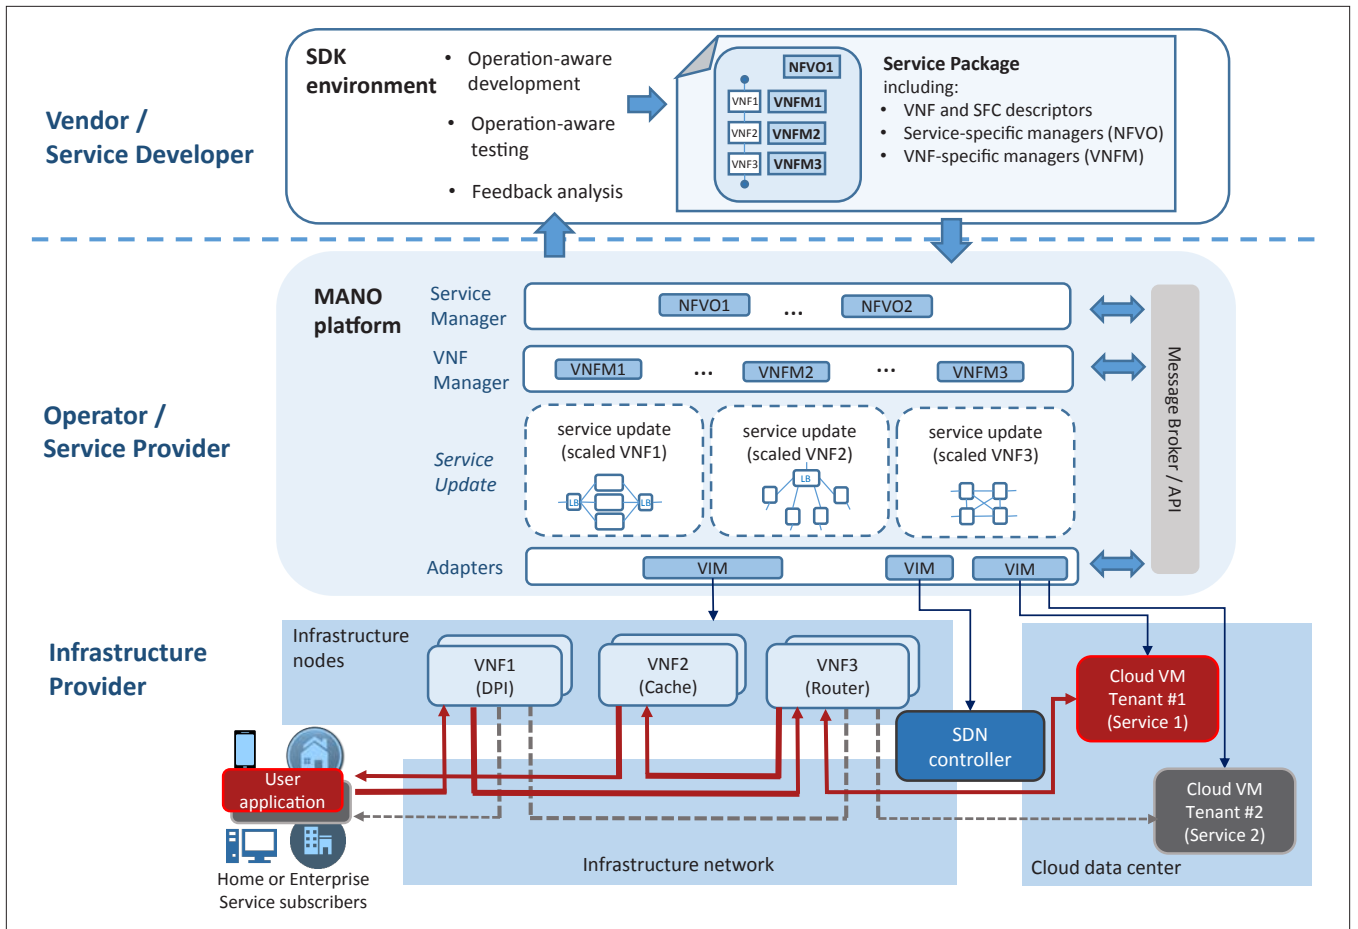 Vendor /
Service Developer
SDK
environment
• Operation-aware
development
• Operation-aware
testing
• Feedback analysis
NFVO1
VNF1
VNFM1
VNF2
VNFM2
VNF3
VNFM3
Service Package
including:
• VNF and SFC descriptors
• Service-specific managers (NFVO)
• VNF-specific managers (VNFM)
Operator /
Service Provider
MANO
platform
Service
Manager
NFVO1
...
NFVO2
VNF
Manager
VNFM1
...
VNFM2
...
VNFM3
Service
Update
service update
(scaled VNF1)
LB
LB
service update
(scaled VNF2)
LB
service update
(scaled VNF3)
Adapters
VIM
VIM
VIM
Message Broker / API
Infrastructure
Provider
Infrastructure
nodes
VNF1
(DPI)
VNF2
(Cache)
VNF3
(Router)
SDN
controller
Cloud VM
Tenant #1
(Service 1)
Cloud VM
Tenant #2
(Service 2)
Cloud data center
User
application
Home or Enterprise
Service subscribers
Infrastructure network